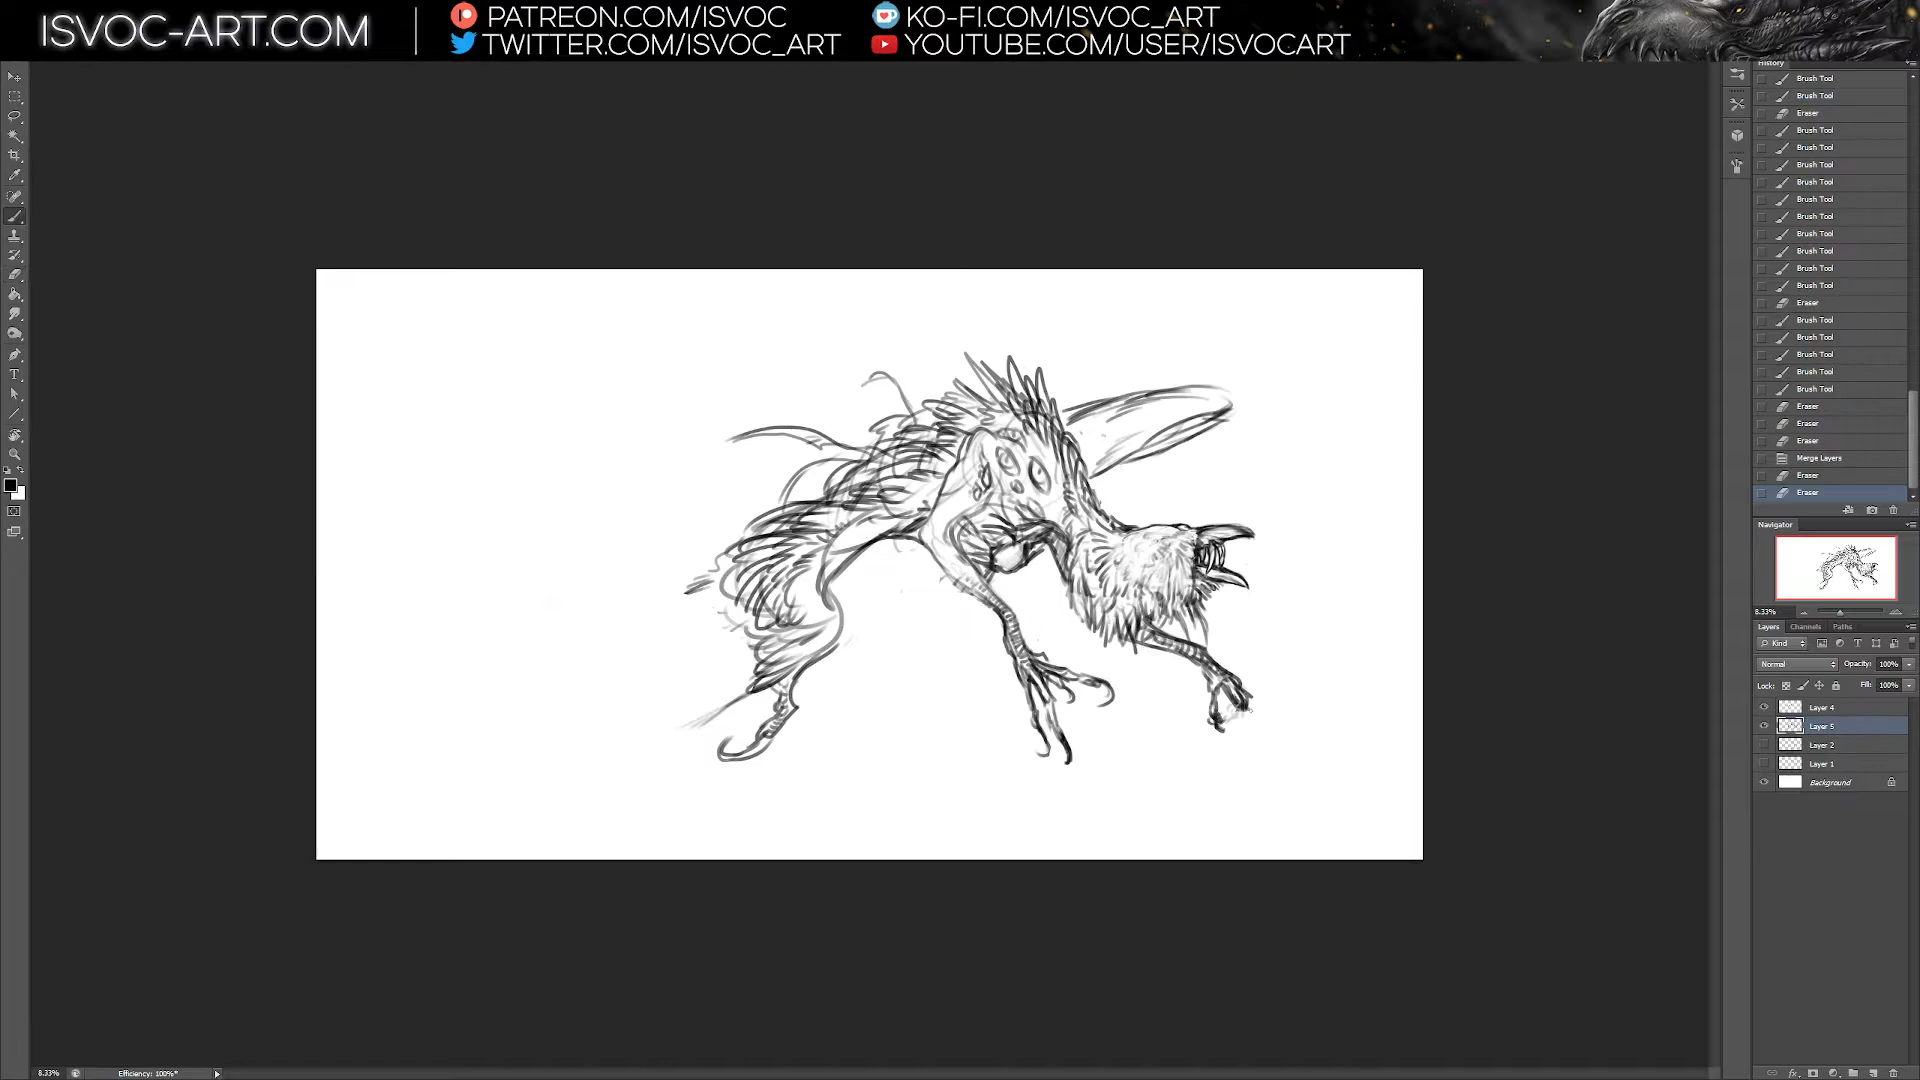 ISVOC-ART.COM
PATREON.COM/ISVOC
TWITTER.COM/ISVOC_ART
KO-FI.COM/ISVOC_ART
YOUTUBE.COM/USER/ISVOCART
History
Brush Tool
Brush Tool
Eraser
Brush Tool
Brush Tool
Brush Tool
Brush Tool
Brush Tool
Brush Tool
Brush Tool
Brush Tool
Brush Tool
Brush Tool
Eraser
Brush Tool
Brush Tool
Brush Tool
Brush Tool
Brush Tool
Eraser
Eraser
Eraser
Merge Layers
Eraser
Eraser
Navigator
8.33%
Layers Channels Paths
Kind
Normal Opacity: 100%
Lock: Fill: 100%
Layer 4
Layer 5
Layer 2
Layer 1
Background
8.33% Efficiency: 100%*